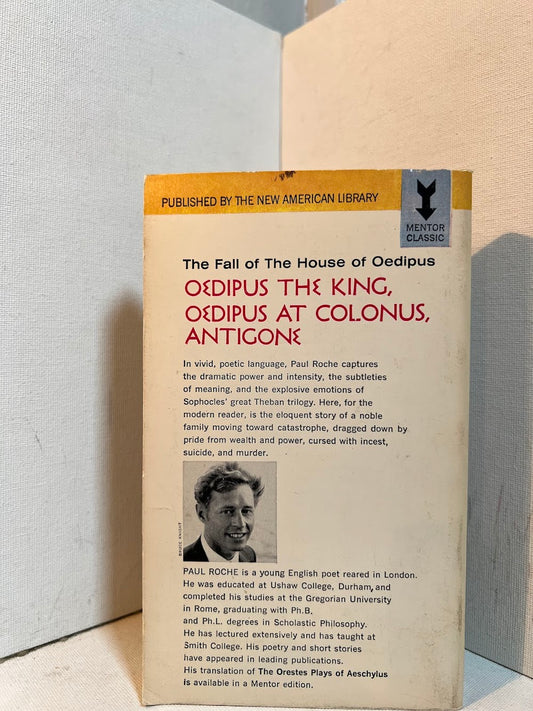 PUBLISHED BY THE NEW AMERICAN LIBRARY
MENTOR
CLASSIC
The Fall of The House of Oedipus
OEDIPUS THE KING,
OEDIPUS AT COLONUS,
ANTIGONE
In vivid, poetic language, Paul Roche captures
the dramatic power and intensity, the subtleties
of meaning, and the explosive emotions of
Sophocles' great Theban trilogy. Here, for the
modern reader, is the eloquent story of a noble
family moving toward catastrophe, dragged down by
pride from wealth and power, cursed with incest,
suicide, and murder.
BRUCE KNIGHT
PAUL ROCHE is a young English poet reared in London.
He was educated at Ushaw College, Durham, and
completed his studies at the Gregorian University
in Rome, graduating with Ph.B.
and Ph.L. degrees in Scholastic Philosophy.
He has lectured extensively and has taught at
Smith College. His poetry and short stories
have appeared in leading publications.
His translation of The Orestes Plays of Aeschylus
is available in a Mentor edition.